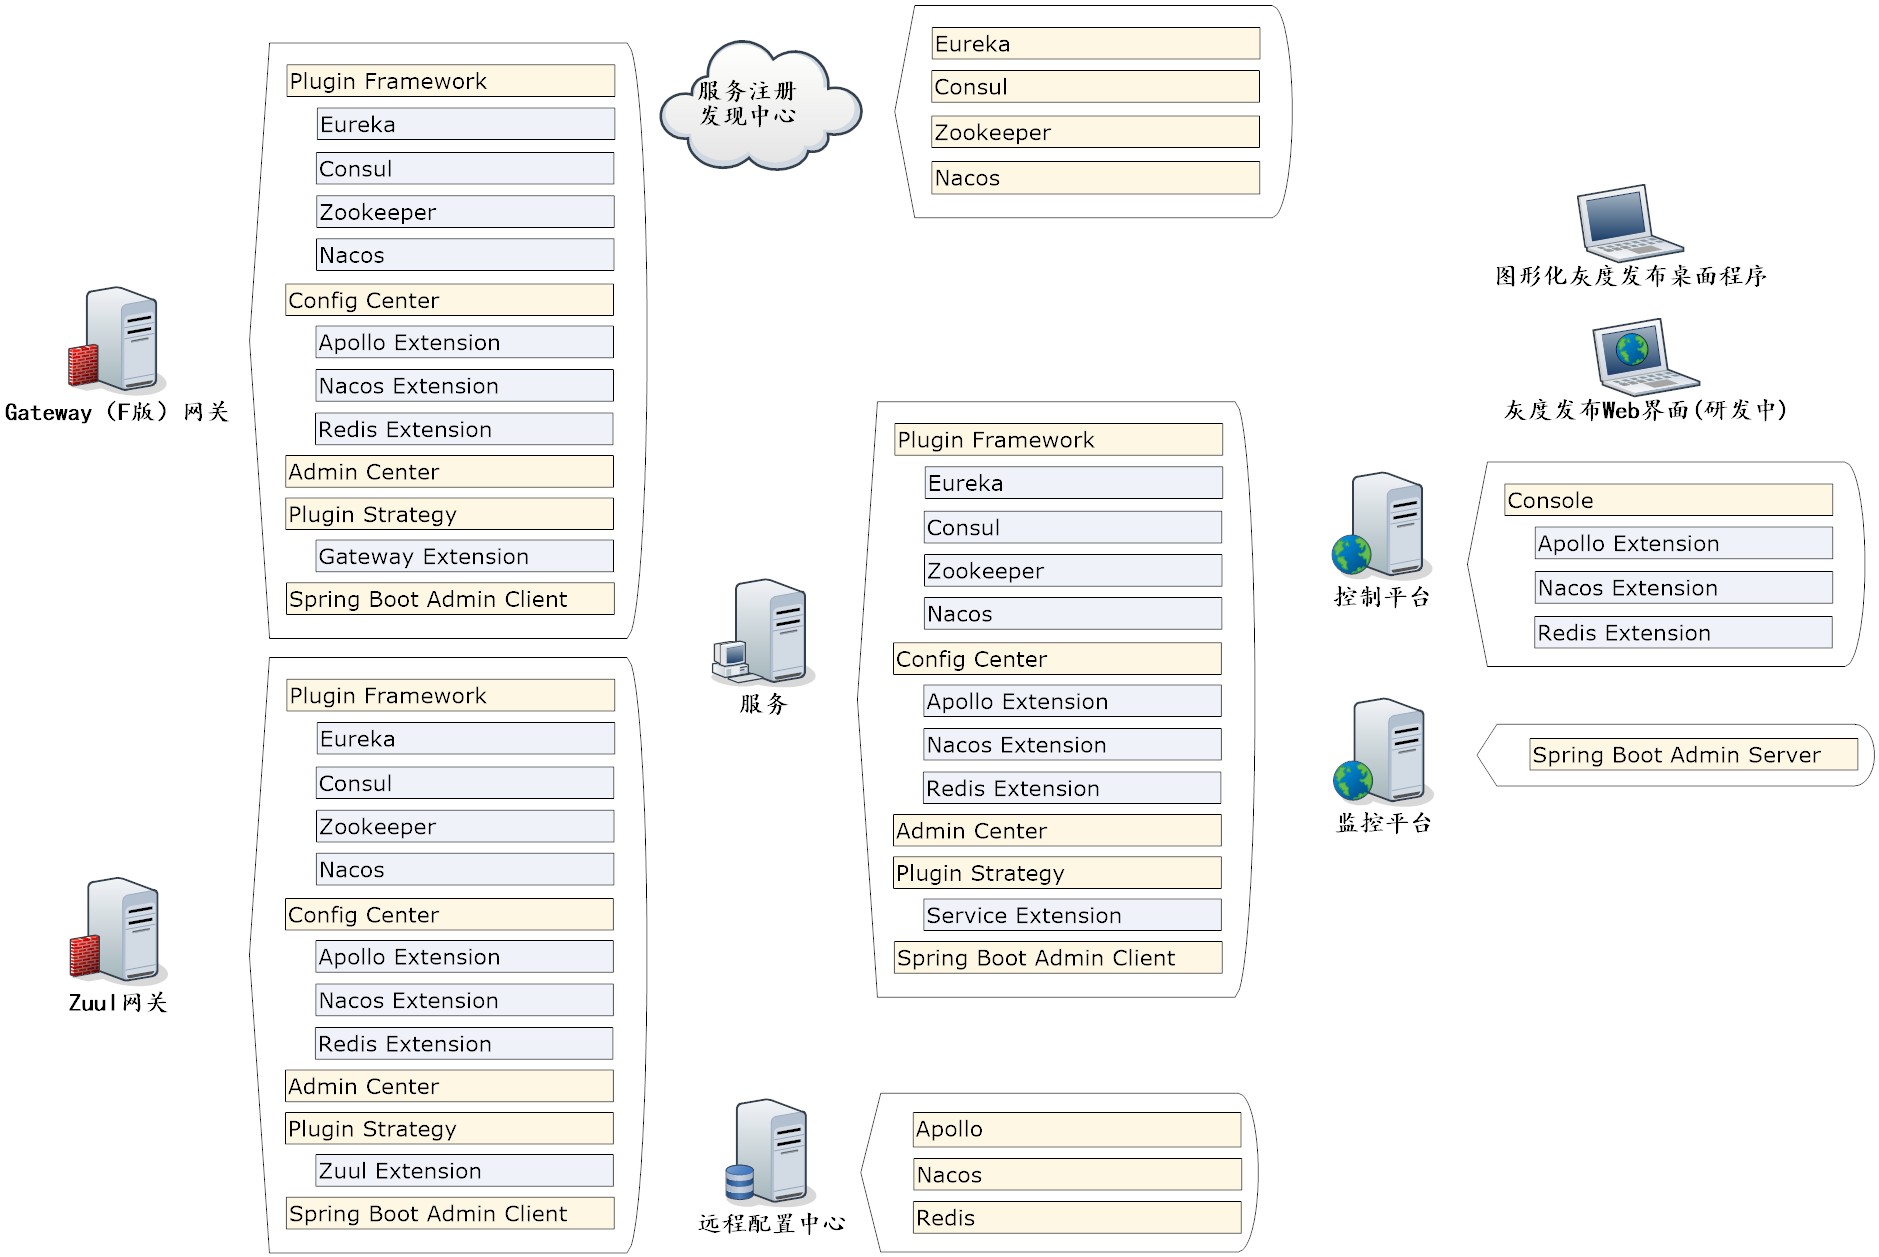 Gateway（F版）网关
Plugin Framework
Eureka
Consul
Zookeeper
Nacos
Config Center
Apollo Extension
Nacos Extension
Redis Extension
Admin Center
Plugin Strategy
Gateway Extension
Spring Boot Admin Client
Zuul网关
Plugin Framework
Eureka
Consul
Zookeeper
Nacos
Config Center
Apollo Extension
Nacos Extension
Redis Extension
Admin Center
Plugin Strategy
Zuul Extension
Spring Boot Admin Client
服务注册
发现中心
Eureka
Consul
Zookeeper
Nacos
服务
Plugin Framework
Eureka
Consul
Zookeeper
Nacos
Config Center
Apollo Extension
Nacos Extension
Redis Extension
Admin Center
Plugin Strategy
Service Extension
Spring Boot Admin Client
远程配置中心
Apollo
Nacos
Redis
图形化灰度发布桌面程序
灰度发布Web界面(研发中)
控制平台
Console
Apollo Extension
Nacos Extension
Redis Extension
监控平台
Spring Boot Admin Server